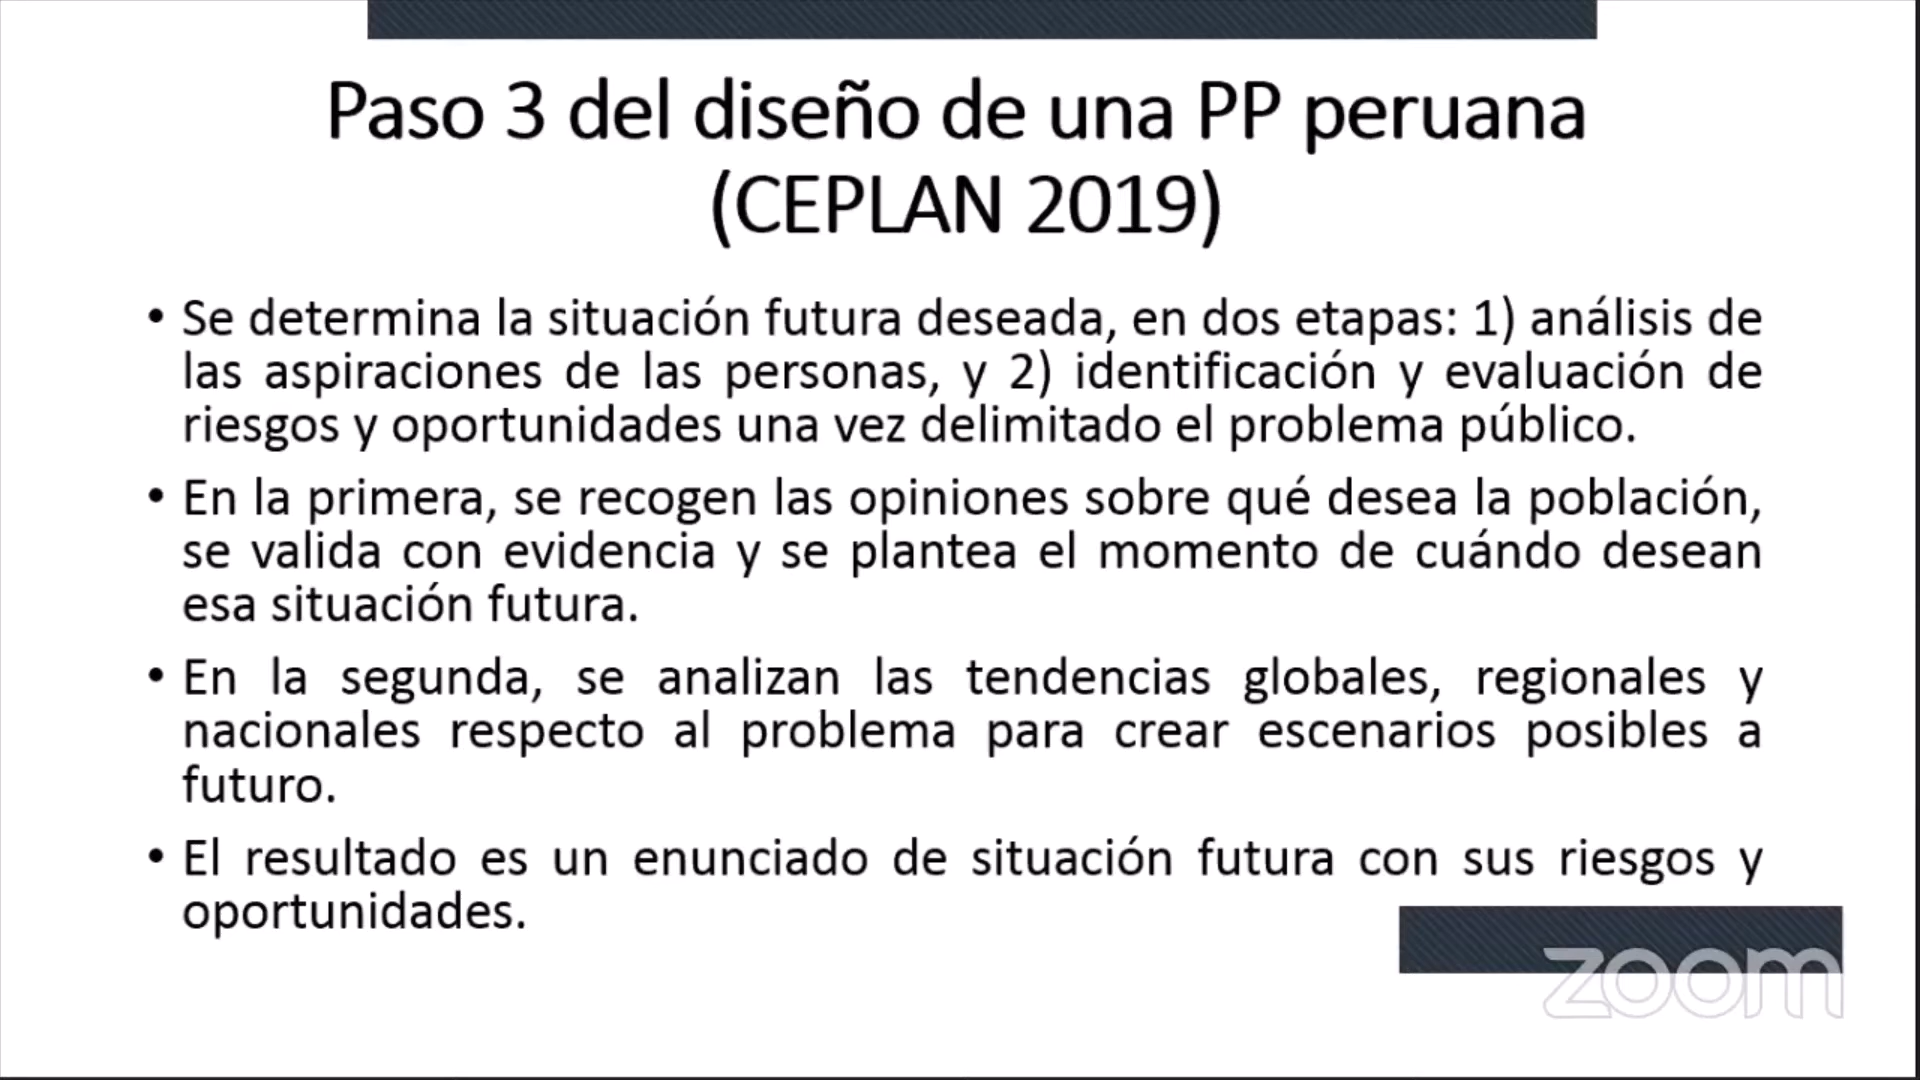 Paso 3 del diseño de una PP peruana
(CEPLAN 2019)
• Se determina la situación futura deseada, en dos etapas: 1) análisis de
las aspiraciones de las personas, y 2) identificación y evaluación de
riesgos y oportunidades una vez delimitado el problema público.
• En la primera, se recogen las opiniones sobre qué desea la población,
se valida con evidencia y se plantea el momento de cuándo desean
esa situación futura.
• En la segunda, se analizan las tendencias globales, regionales y
nacionales respecto al problema para crear escenarios posibles a
futuro.
• El resultado es un enunciado de situación futura con sus riesgos y
oportunidades.
zoom